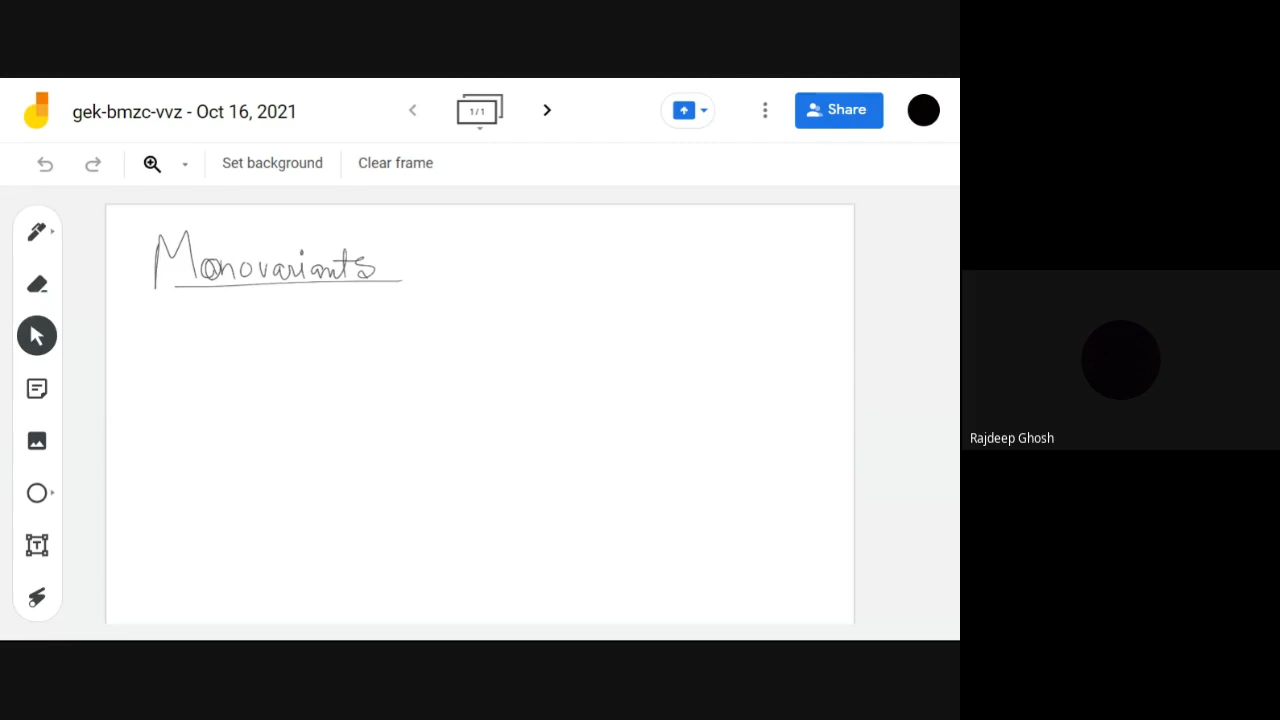 gek-bmzc-vvz - Oct 16, 2021
1/1
Share
Set background
Clear frame
Monovariants
T
Rajdeep Ghosh